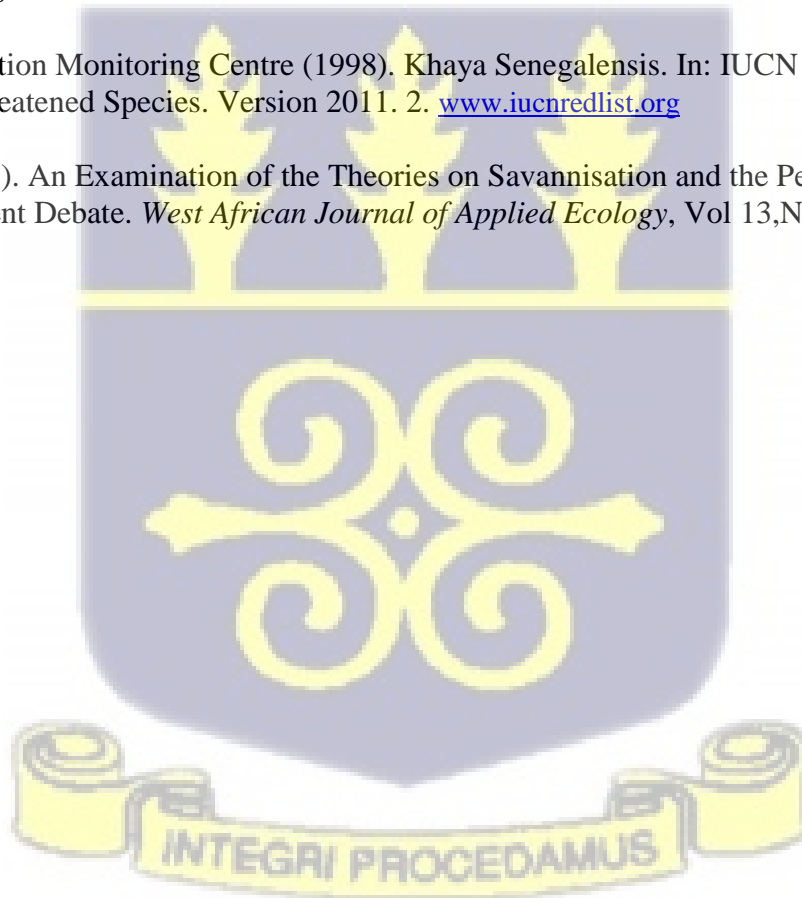 tion Monitoring Centre (1998). Khaya Senegalensis. In: IUCN
eatened Species. Version 2011. 2. www.iucnredlist.org
). An Examination of the Theories on Savannisation and the Pe
ent Debate. West African Journal of Applied Ecology, Vol 13,N
INTEGRI PROCEDAMUS